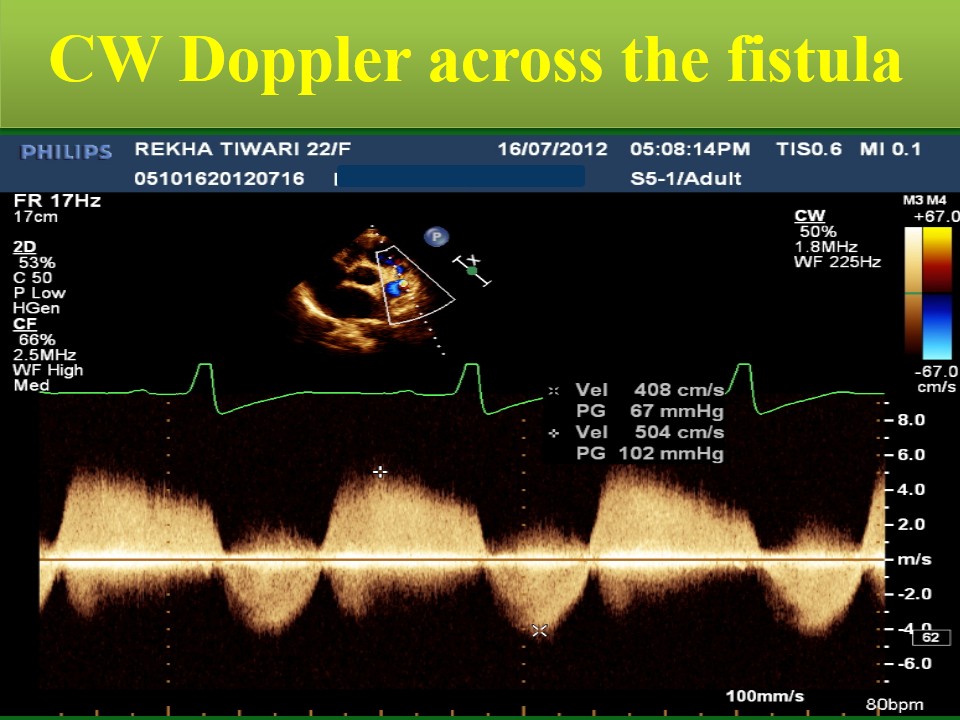 CW Doppler across the fistula
PHILIPS REKHA TIWARI 22/F 16/07/2012 05:08:14PM TIS0.6 MI 0.1
05101620120716 S5-1/Adult
FR 17Hz
17cm
2D
53%
C 50
P Low
HGen
CF
66%
2.5MHz
WF High
Med
P
CW
50%
1.8MHz
WF 225Hz
M3 M4
+67.0
-67.0
cm/s
Vel 408 cm/s
PG 67 mmHg
Vel 504 cm/s
PG 102 mmHg
8.0
6.0
4.0
2.0
m/s
-2.0
-4.0
62
-6.0
100mm/s
80bpm